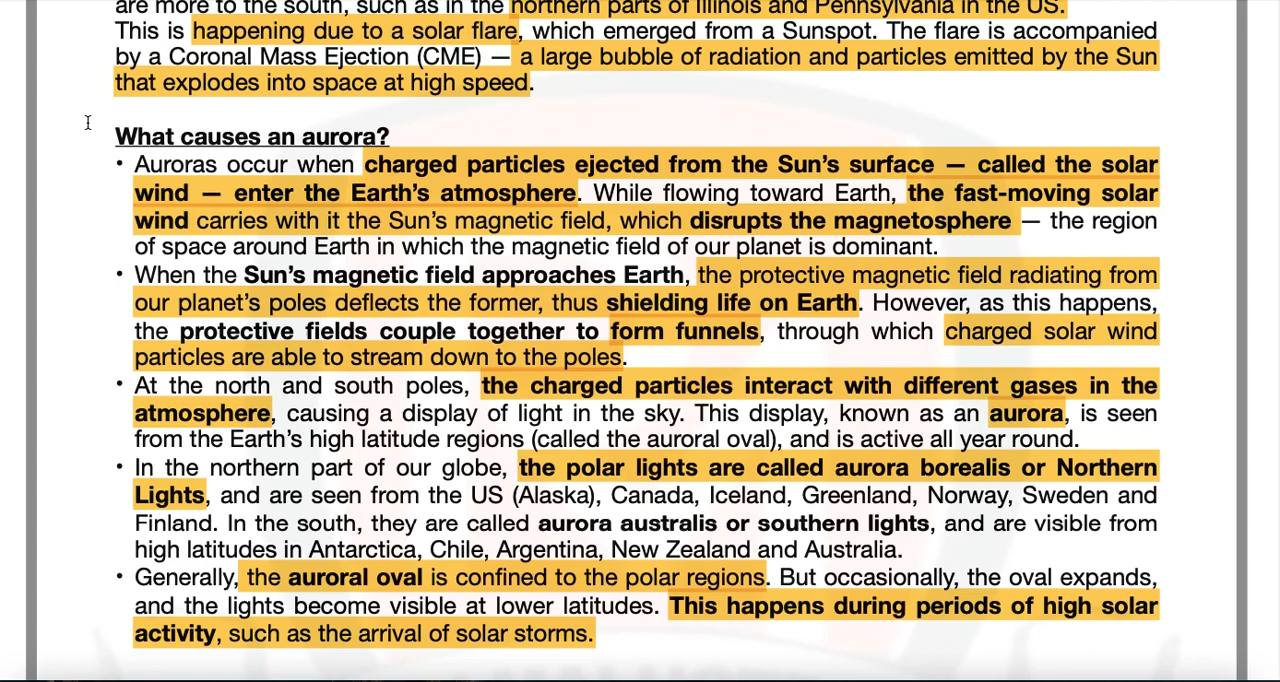 are more to the south, such as in the northern parts of Illinois and Pennsylvania in the US.
This is happening due to a solar flare, which emerged from a Sunspot. The flare is accompanied
by a Coronal Mass Ejection (CME) — a large bubble of radiation and particles emitted by the Sun
that explodes into space at high speed.
What causes an aurora?
• Auroras occur when charged particles ejected from the Sun's surface — called the solar
wind — enter the Earth's atmosphere. While flowing toward Earth, the fast-moving solar
wind carries with it the Sun's magnetic field, which disrupts the magnetosphere — the region
of space around Earth in which the magnetic field of our planet is dominant.
• When the Sun's magnetic field approaches Earth, the protective magnetic field radiating from
our planet's poles deflects the former, thus shielding life on Earth. However, as this happens,
the protective fields couple together to form funnels, through which charged solar wind
particles are able to stream down to the poles.
• At the north and south poles, the charged particles interact with different gases in the
atmosphere, causing a display of light in the sky. This display, known as an aurora, is seen
from the Earth's high latitude regions (called the auroral oval), and is active all year round.
• In the northern part of our globe, the polar lights are called aurora borealis or Northern
Lights, and are seen from the US (Alaska), Canada, Iceland, Greenland, Norway, Sweden and
Finland. In the south, they are called aurora australis or southern lights, and are visible from
high latitudes in Antarctica, Chile, Argentina, New Zealand and Australia.
• Generally, the auroral oval is confined to the polar regions. But occasionally, the oval expands,
and the lights become visible at lower latitudes. This happens during periods of high solar
activity, such as the arrival of solar storms.